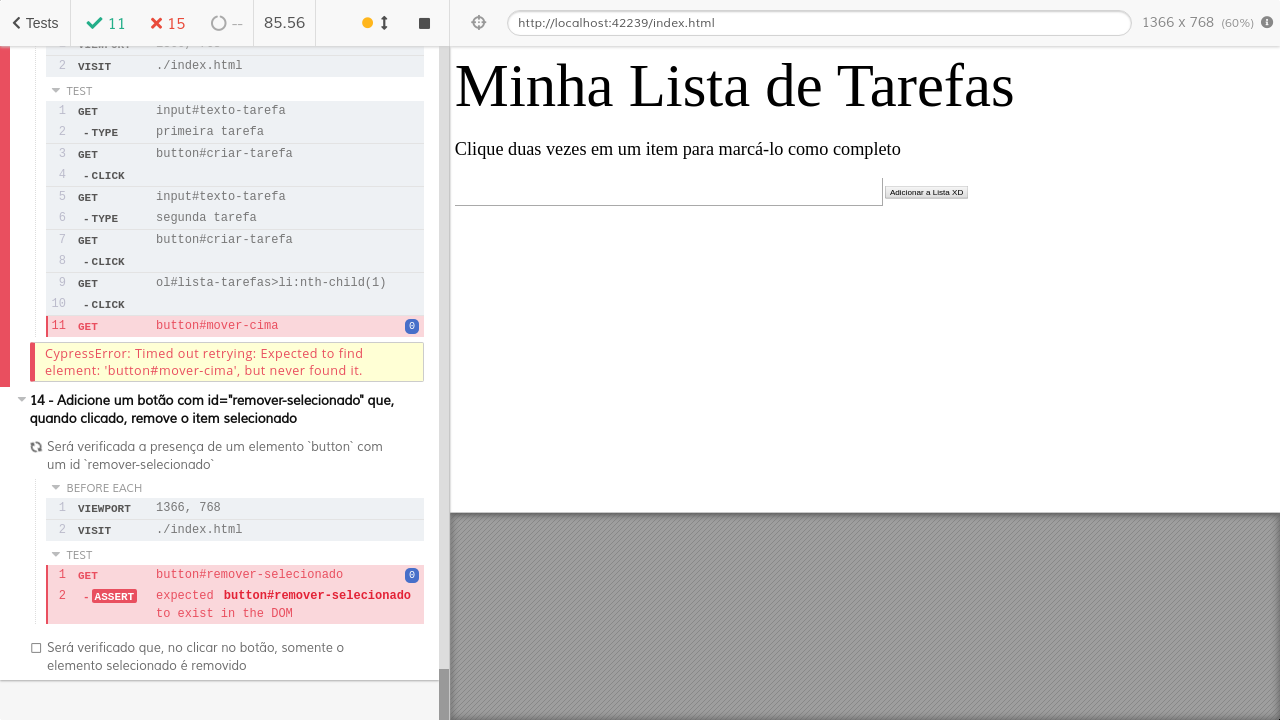 Tests 11 15 -- 85.56
http://localhost:42239/index.html 1366 x 768 (60%)
2 VISIT ./index.html
TEST
1 GET input#texto-tarefa
2 - TYPE primeira tarefa
3 GET button#criar-tarefa
4 - CLICK
5 GET input#texto-tarefa
6 - TYPE segunda tarefa
7 GET button#criar-tarefa
8 - CLICK
9 GET ol#lista-tarefas>li:nth-child(1)
10 - CLICK
11 GET button#mover-cima 0
CypressError: Timed out retrying: Expected to find
element: 'button#mover-cima', but never found it.
14 - Adicione um botão com id="remover-selecionado" que,
quando clicado, remove o item selecionado
Será verificada a presença de um elemento `button` com
um id `remover-selecionado`
BEFORE EACH
1 VIEWPORT 1366, 768
2 VISIT ./index.html
TEST
1 GET button#remover-selecionado 0
2 - ASSERT expected button#remover-selecionado
to exist in the DOM
Será verificado que, no clicar no botão, somente o
elemento selecionado é removido
Minha Lista de Tarefas
Clique duas vezes em um item para marcá-lo como completo
Adicionar a Lista XD